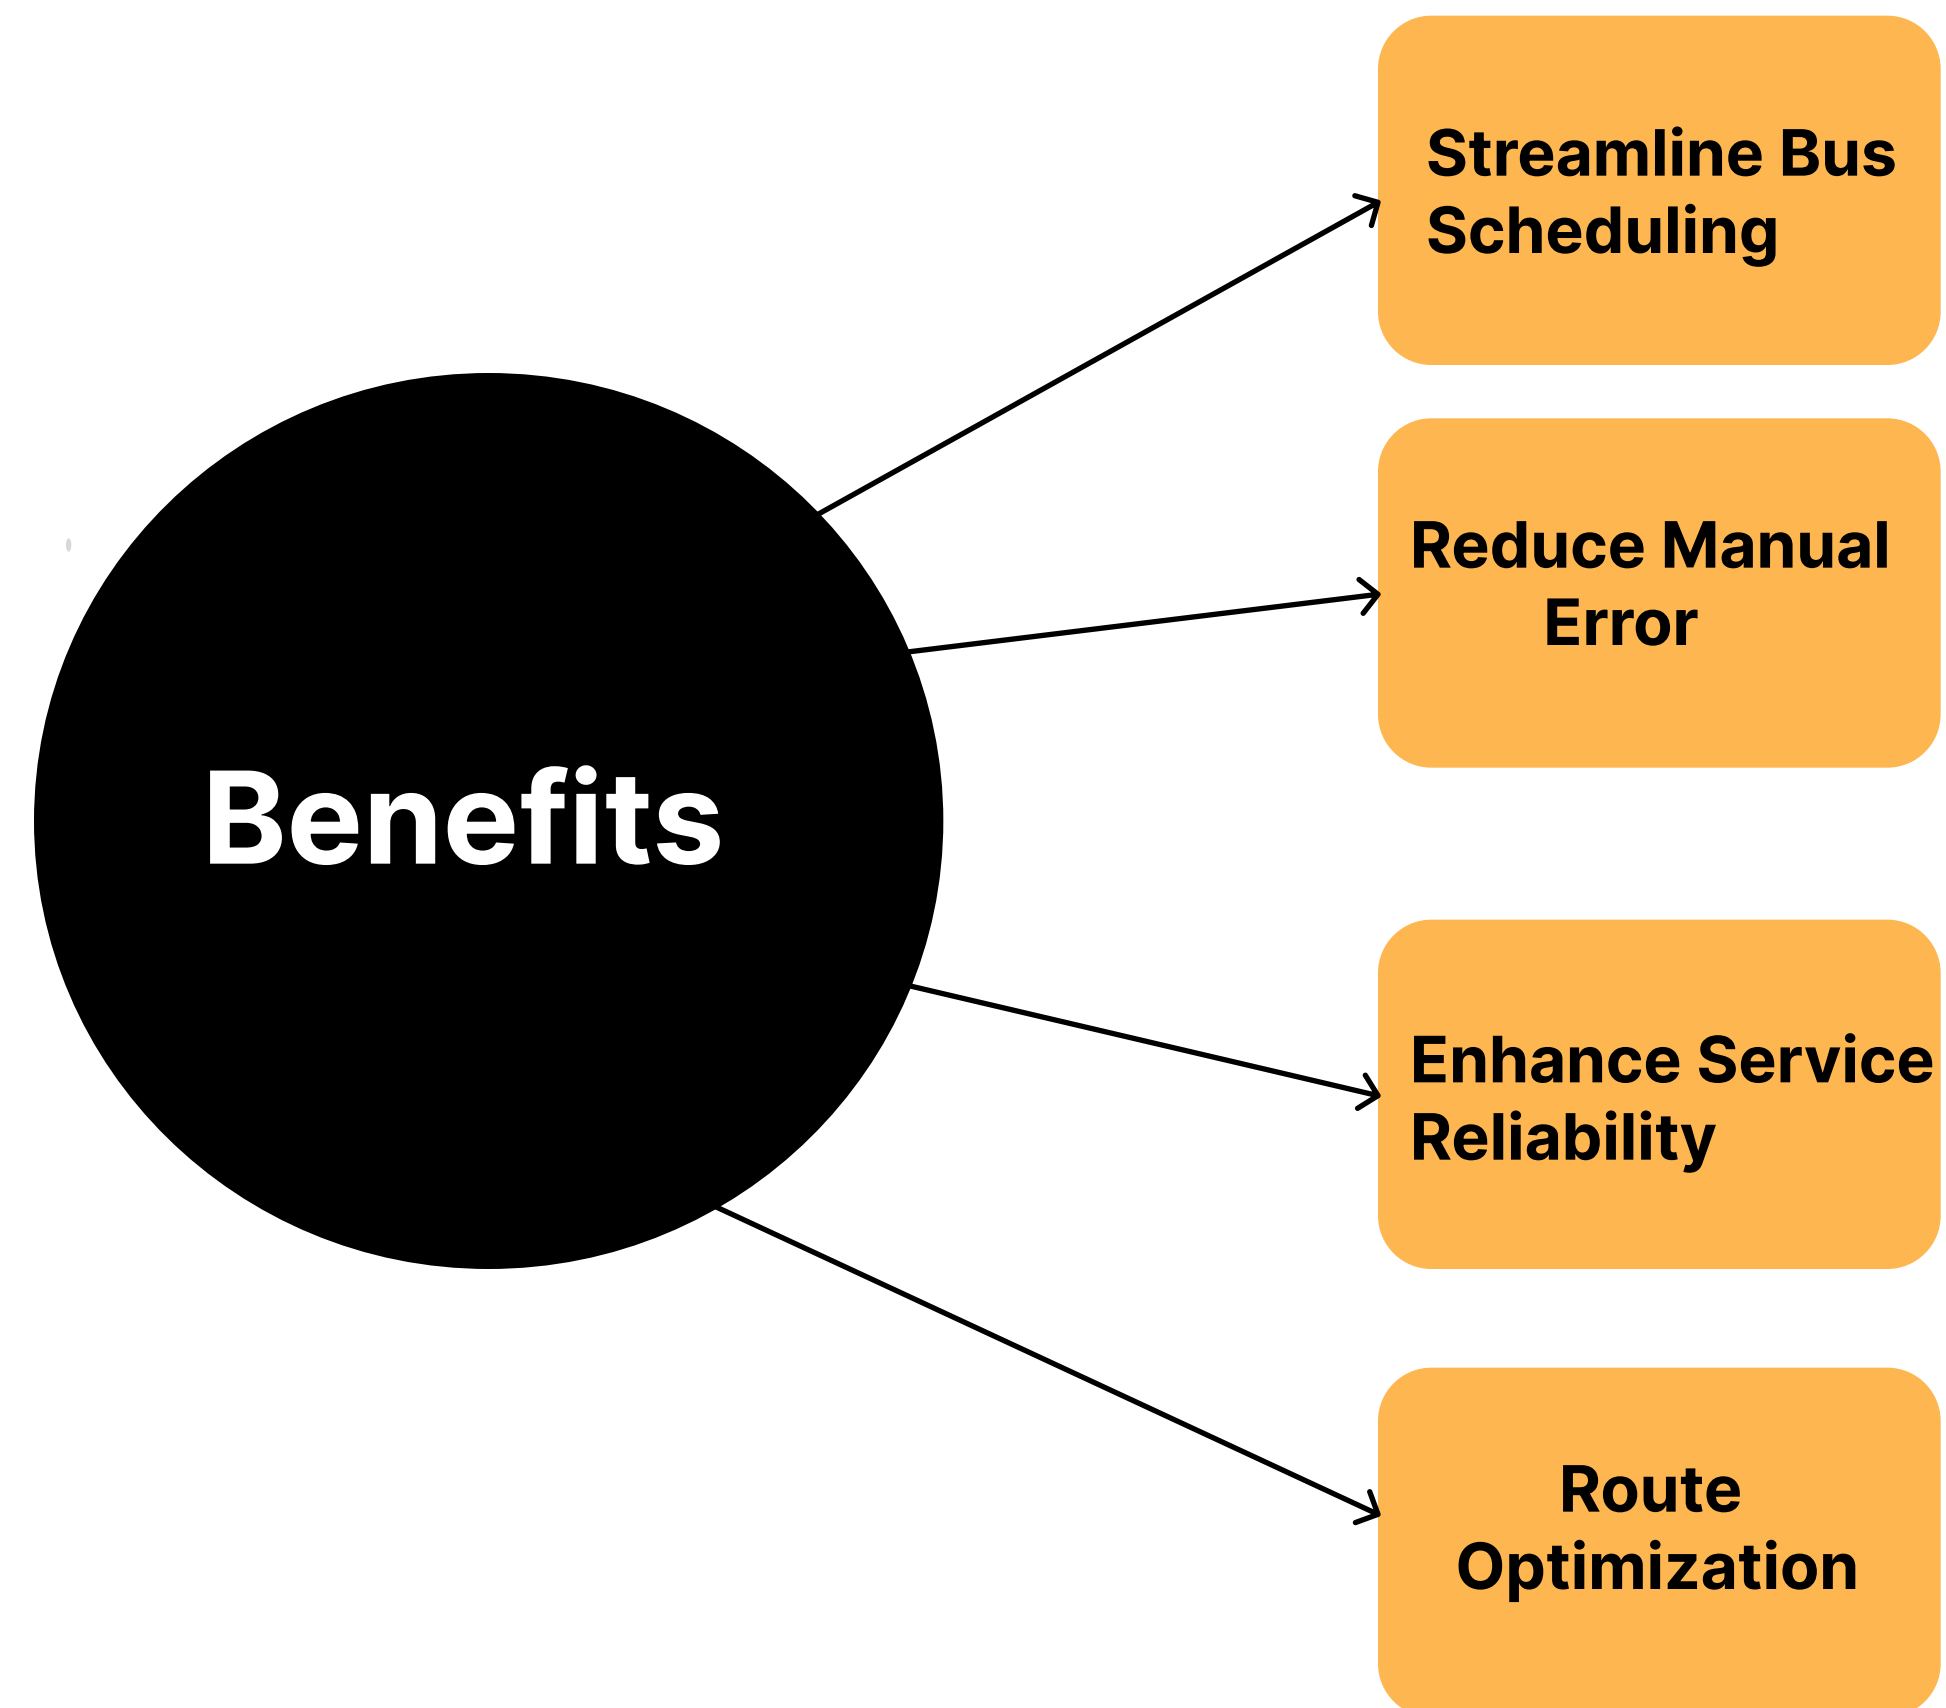 Benefits
Streamline Bus
Scheduling
Reduce Manual
Error
Enhance Service
Reliability
Route
Optimization